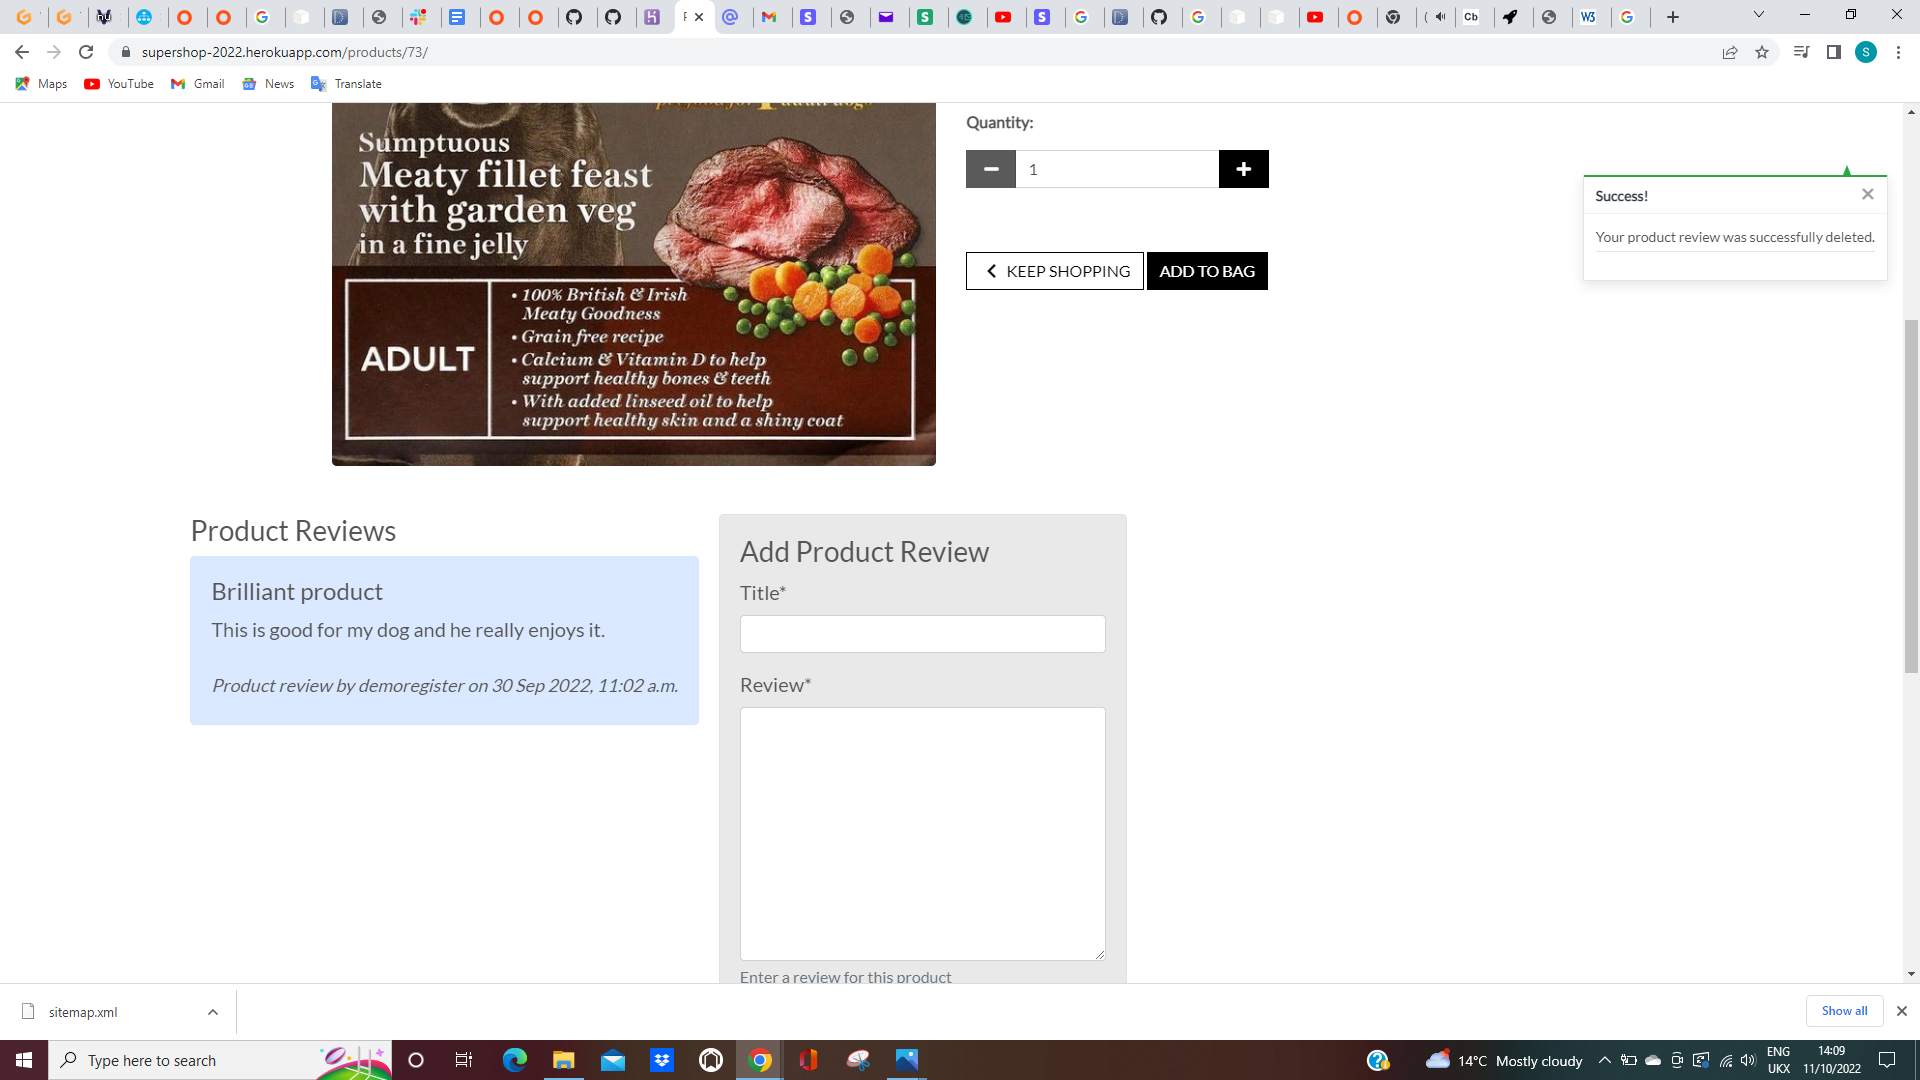 supershop-2022.herokuapp.com/products/73/
Maps
YouTube
Gmail
News
Translate
Sumptuous
Meaty fillet feast
with garden veg
in a fine jelly
ADULT
• 100% British & Irish
Meaty Goodness
• Grain free recipe
• Calcium & Vitamin D to help
support healthy bones & teeth
• With added linseed oil to help
support healthy skin and a shiny coat
Quantity:
1
KEEP SHOPPING
ADD TO BAG
Success!
Your product review was successfully deleted.
Product Reviews
Brilliant product
This is good for my dog and he really enjoys it.
Product review by demoregister on 30 Sep 2022, 11:02 a.m.
Add Product Review
Title*
Review*
Enter a review for this product
sitemap.xml
Show all
Type here to search
14°C Mostly cloudy
ENG
UKX
14:09
11/10/2022